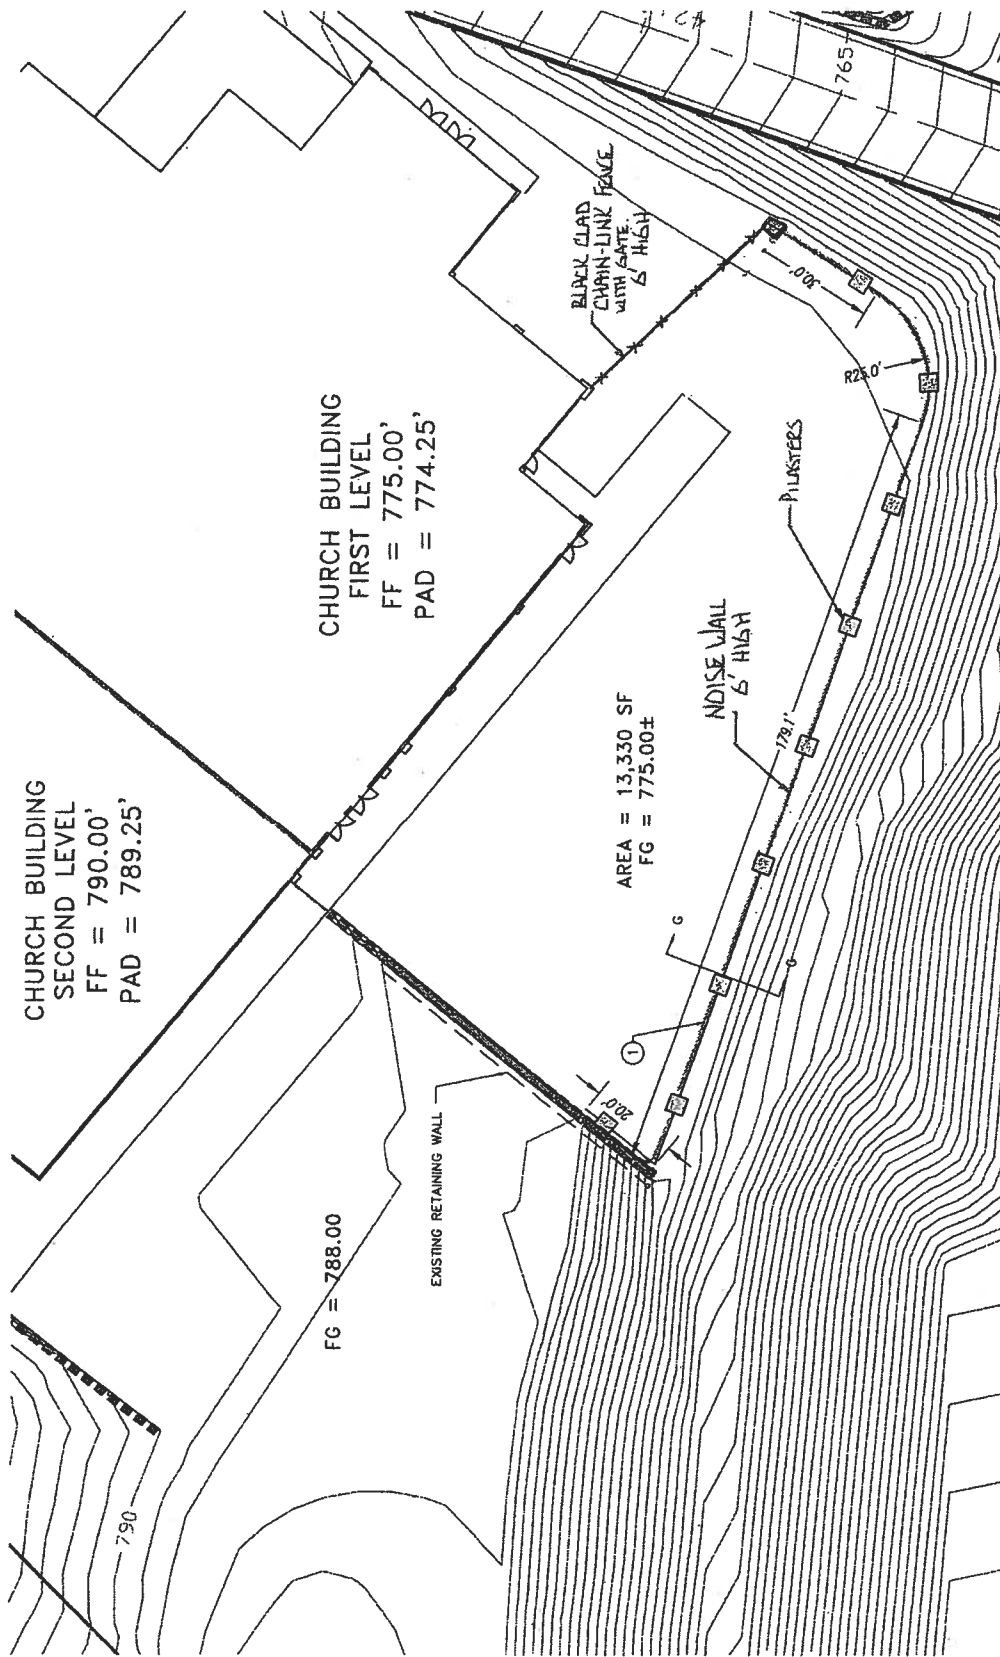 CHURCH BUILDING
SECOND LEVEL
FF = 790.00'
PAD = 789.25'
CHURCH BUILDING
FIRST LEVEL
FF = 775.00'
PAD = 774.25'
BLACK CLAD
CHAIN-LINK FENCE
WITH GATE.
6' HIGH
765
30.0'
R25.0'
PILASTERS
NOISE WALL
6' HIGH
179.1'
AREA = 13,330 SF
FG = 775.00±
G
G
1
20.0'
EXISTING RETAINING WALL
FG = 788.00
790